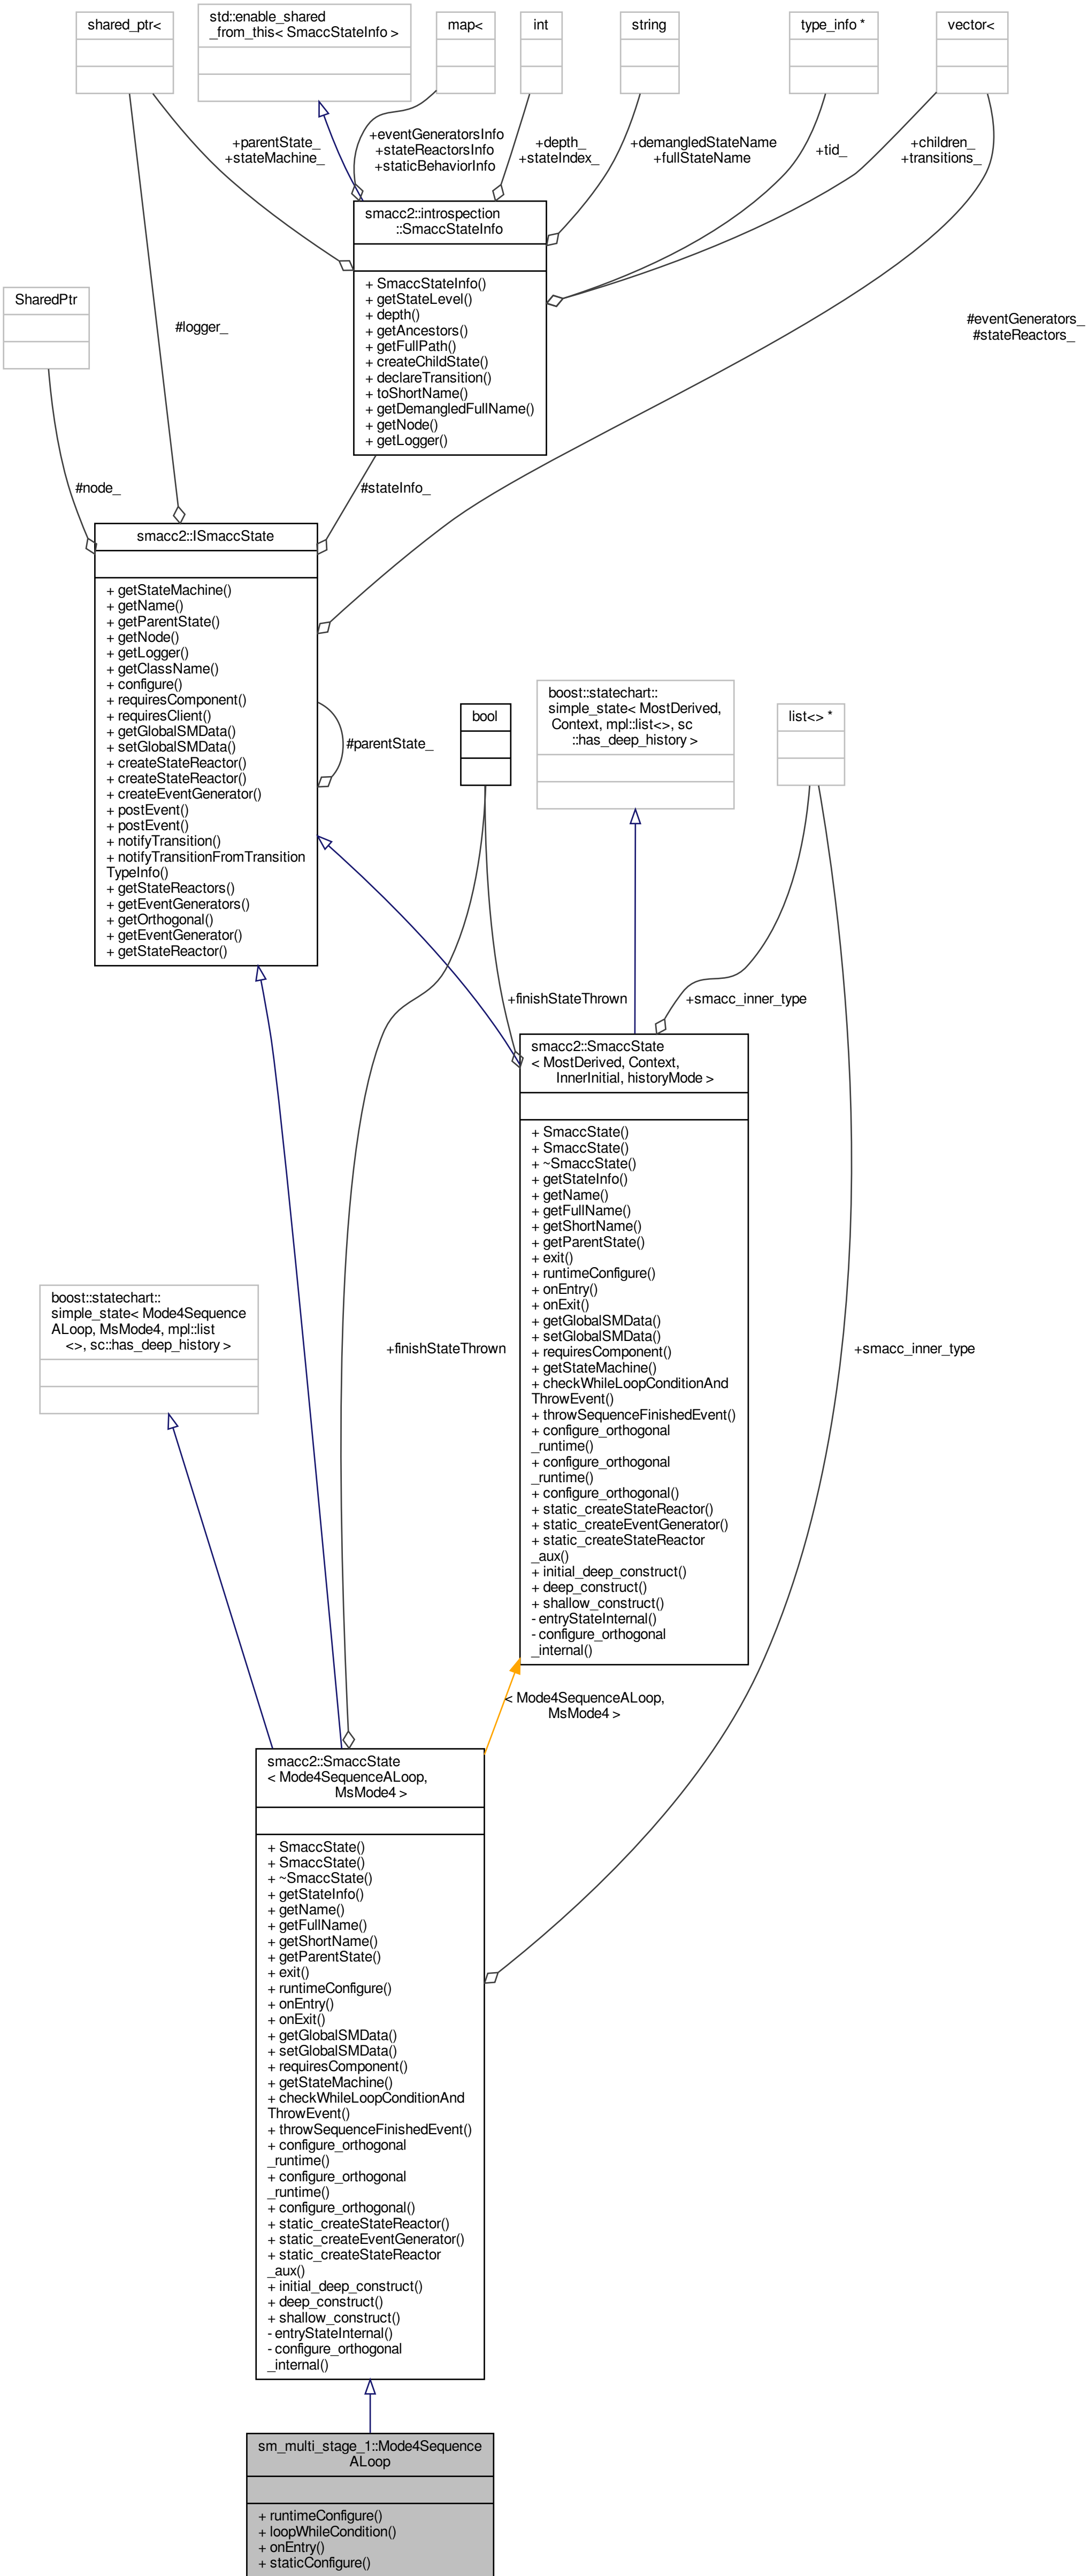 shared_ptr<
std::enable_shared
_from_this< SmaccStateInfo >
map<
int
string
type_info *
vector<
+parentState_
+stateMachine_
+eventGeneratorsInfo
+stateReactorsInfo
+staticBehaviorInfo
+depth_
+stateIndex_
+demangledStateName
+fullStateName
+tid_
+children_
+transitions_
smacc2::introspection
::SmaccStateInfo
+ SmaccStateInfo()
+ getStateLevel()
+ depth()
+ getAncestors()
+ getFullPath()
+ createChildState()
+ declareTransition()
+ toShortName()
+ getDemangledFullName()
+ getNode()
+ getLogger()
SharedPtr
#logger_
#eventGenerators_
#stateReactors_
#node_
#stateInfo_
smacc2::ISmaccState
+ getStateMachine()
+ getName()
+ getParentState()
+ getNode()
+ getLogger()
+ getClassName()
+ configure()
+ requiresComponent()
+ requiresClient()
+ getGlobalSMData()
+ setGlobalSMData()
+ createStateReactor()
+ createStateReactor()
+ createEventGenerator()
+ postEvent()
+ postEvent()
+ notifyTransition()
+ notifyTransitionFromTransition
TypeInfo()
+ getStateReactors()
+ getEventGenerators()
+ getOrthogonal()
+ getEventGenerator()
+ getStateReactor()
#parentState_
bool
boost::statechart::
simple_state< MostDerived,
Context, mpl::list<>, sc
::has_deep_history >
list<> *
+finishStateThrown
+smacc_inner_type
smacc2::SmaccState
< MostDerived, Context,
InnerInitial, historyMode >
+ SmaccState()
+ SmaccState()
+ ~SmaccState()
+ getStateInfo()
+ getName()
+ getFullName()
+ getShortName()
+ getParentState()
+ exit()
+ runtimeConfigure()
+ onEntry()
+ onExit()
+ getGlobalSMData()
+ setGlobalSMData()
+ requiresComponent()
+ getStateMachine()
+ checkWhileLoopConditionAnd
ThrowEvent()
+ throwSequenceFinishedEvent()
+ configure_orthogonal
_runtime()
+ configure_orthogonal
_runtime()
+ configure_orthogonal()
+ static_createStateReactor()
+ static_createEventGenerator()
+ static_createStateReactor
_aux()
+ initial_deep_construct()
+ deep_construct()
+ shallow_construct()
- entryStateInternal()
- configure_orthogonal
_internal()
boost::statechart::
simple_state< Mode4Sequence
ALoop, MsMode4, mpl::list
<>, sc::has_deep_history >
+finishStateThrown
+smacc_inner_type
< Mode4SequenceALoop,
MsMode4 >
smacc2::SmaccState
< Mode4SequenceALoop,
MsMode4 >
+ SmaccState()
+ SmaccState()
+ ~SmaccState()
+ getStateInfo()
+ getName()
+ getFullName()
+ getShortName()
+ getParentState()
+ exit()
+ runtimeConfigure()
+ onEntry()
+ onExit()
+ getGlobalSMData()
+ setGlobalSMData()
+ requiresComponent()
+ getStateMachine()
+ checkWhileLoopConditionAnd
ThrowEvent()
+ throwSequenceFinishedEvent()
+ configure_orthogonal
_runtime()
+ configure_orthogonal
_runtime()
+ configure_orthogonal()
+ static_createStateReactor()
+ static_createEventGenerator()
+ static_createStateReactor
_aux()
+ initial_deep_construct()
+ deep_construct()
+ shallow_construct()
- entryStateInternal()
- configure_orthogonal
_internal()
sm_multi_stage_1::Mode4Sequence
ALoop
+ runtimeConfigure()
+ loopWhileCondition()
+ onEntry()
+ staticConfigure()